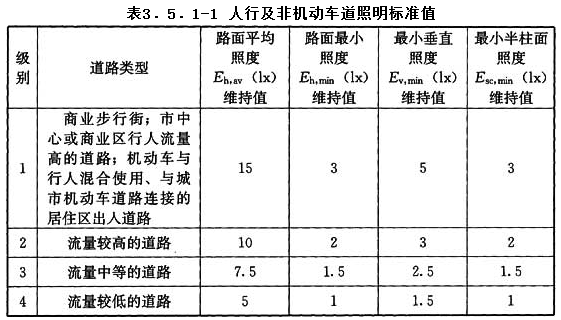 表3．5．1-1 人行及非机动车道照明标准值
级别 道路类型 路面平均照度 Eh,av（lx）维持值 路面最小照度 Eh,min（lx）维持值 最小垂直照度 Ev,min（lx）维持值 最小半柱面照度 Esc,min（lx）维持值
1 商业步行街；市中心或商业区行人流量高的道路；机动车与行人混合使用、与城市机动车道路连接的居住区出入道路 15 3 5 3
2 流量较高的道路 10 2 3 2
3 流量中等的道路 7.5 1.5 2.5 1.5
4 流量较低的道路 5 1 1.5 1